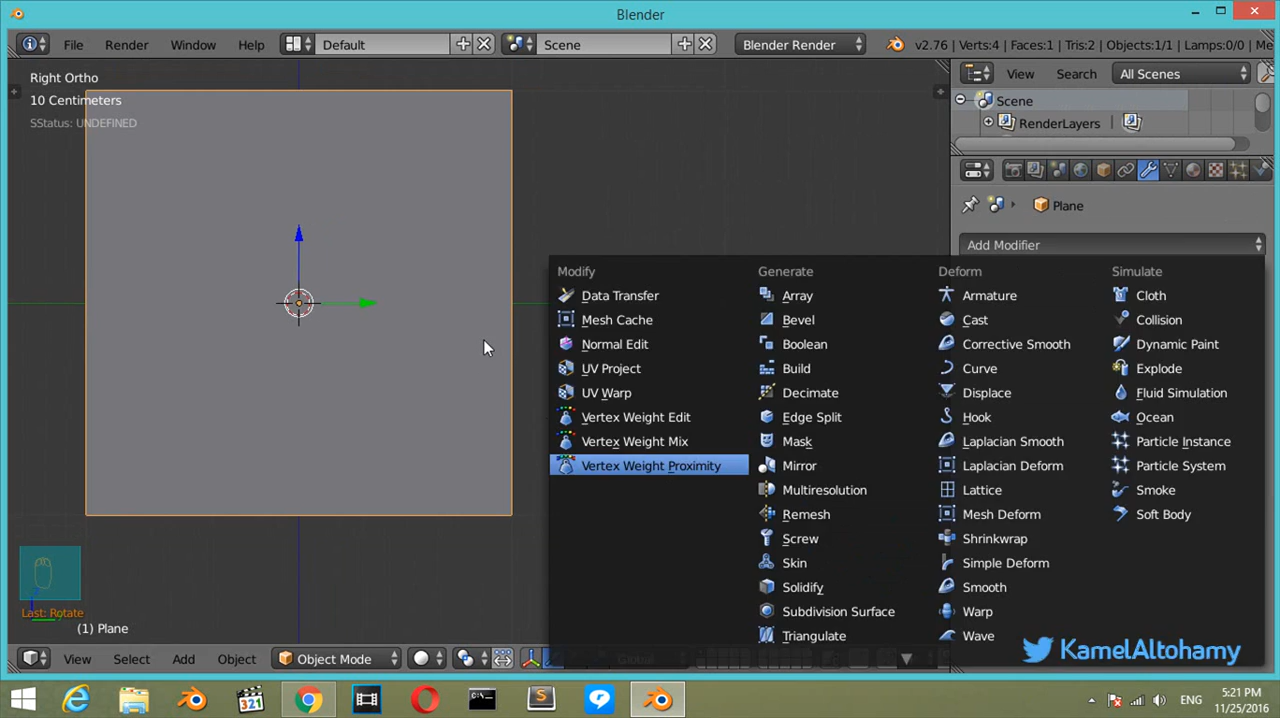 Blender
File Render Window Help Default Scene Blender Render v2.76 | Verts:4 | Faces:1 | Tris:2 | Objects:1/1 | Lamps:0/0 | Me
Right Ortho
10 Centimeters
SStatus: UNDEFINED
View Search All Scenes
Scene
RenderLayers
Plane
Add Modifier
Modify
Data Transfer
Mesh Cache
Normal Edit
UV Project
UV Warp
Vertex Weight Edit
Vertex Weight Mix
Vertex Weight Proximity
Generate
Array
Bevel
Boolean
Build
Decimate
Edge Split
Mask
Mirror
Multiresolution
Remesh
Screw
Skin
Solidify
Subdivision Surface
Triangulate
Deform
Armature
Cast
Corrective Smooth
Curve
Displace
Hook
Laplacian Smooth
Laplacian Deform
Lattice
Mesh Deform
Shrinkwrap
Simple Deform
Smooth
Warp
Wave
Simulate
Cloth
Collision
Dynamic Paint
Explode
Fluid Simulation
Ocean
Particle Instance
Particle System
Smoke
Soft Body
Last: Rotate
(1) Plane
View Select Add Object Object Mode Global
KamelAltohamy
321
ENG
5:21 PM
11/25/2016